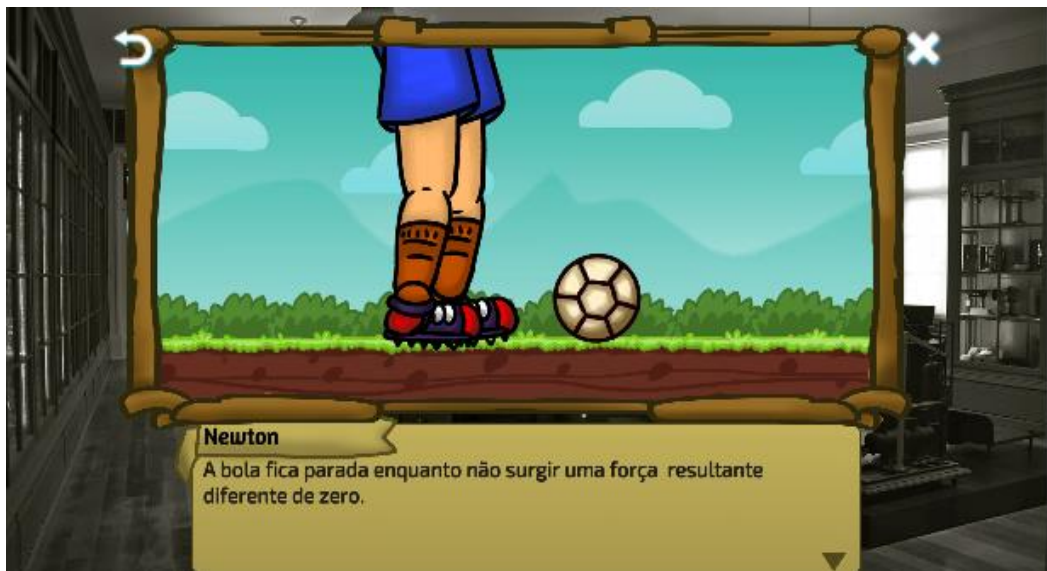 Newton
A bola fica parada enquanto não surgir uma força resultante
diferente de zero.